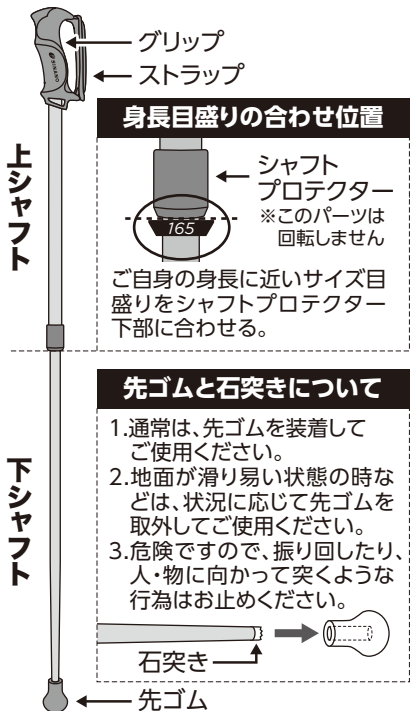 グリップ
SINANO
ストラップ
身長目盛りの合わせ位置
上シャフト
シャフト
プロテクター
※このパーツは
回転しません
165
ご自身の身長に近いサイズ目
盛りをシャフトプロテクター
下部に合わせる。
先ゴムと石突きについて
1.通常は、先ゴムを装着して
ご使用ください。
2.地面が滑り易い状態の時な
どは、状況に応じて先ゴムを
取外してご使用ください。
3.危険ですので、振り回したり、
人・物に向かって突くような
行為はお止めください。
下シャフト
石突き
先ゴム